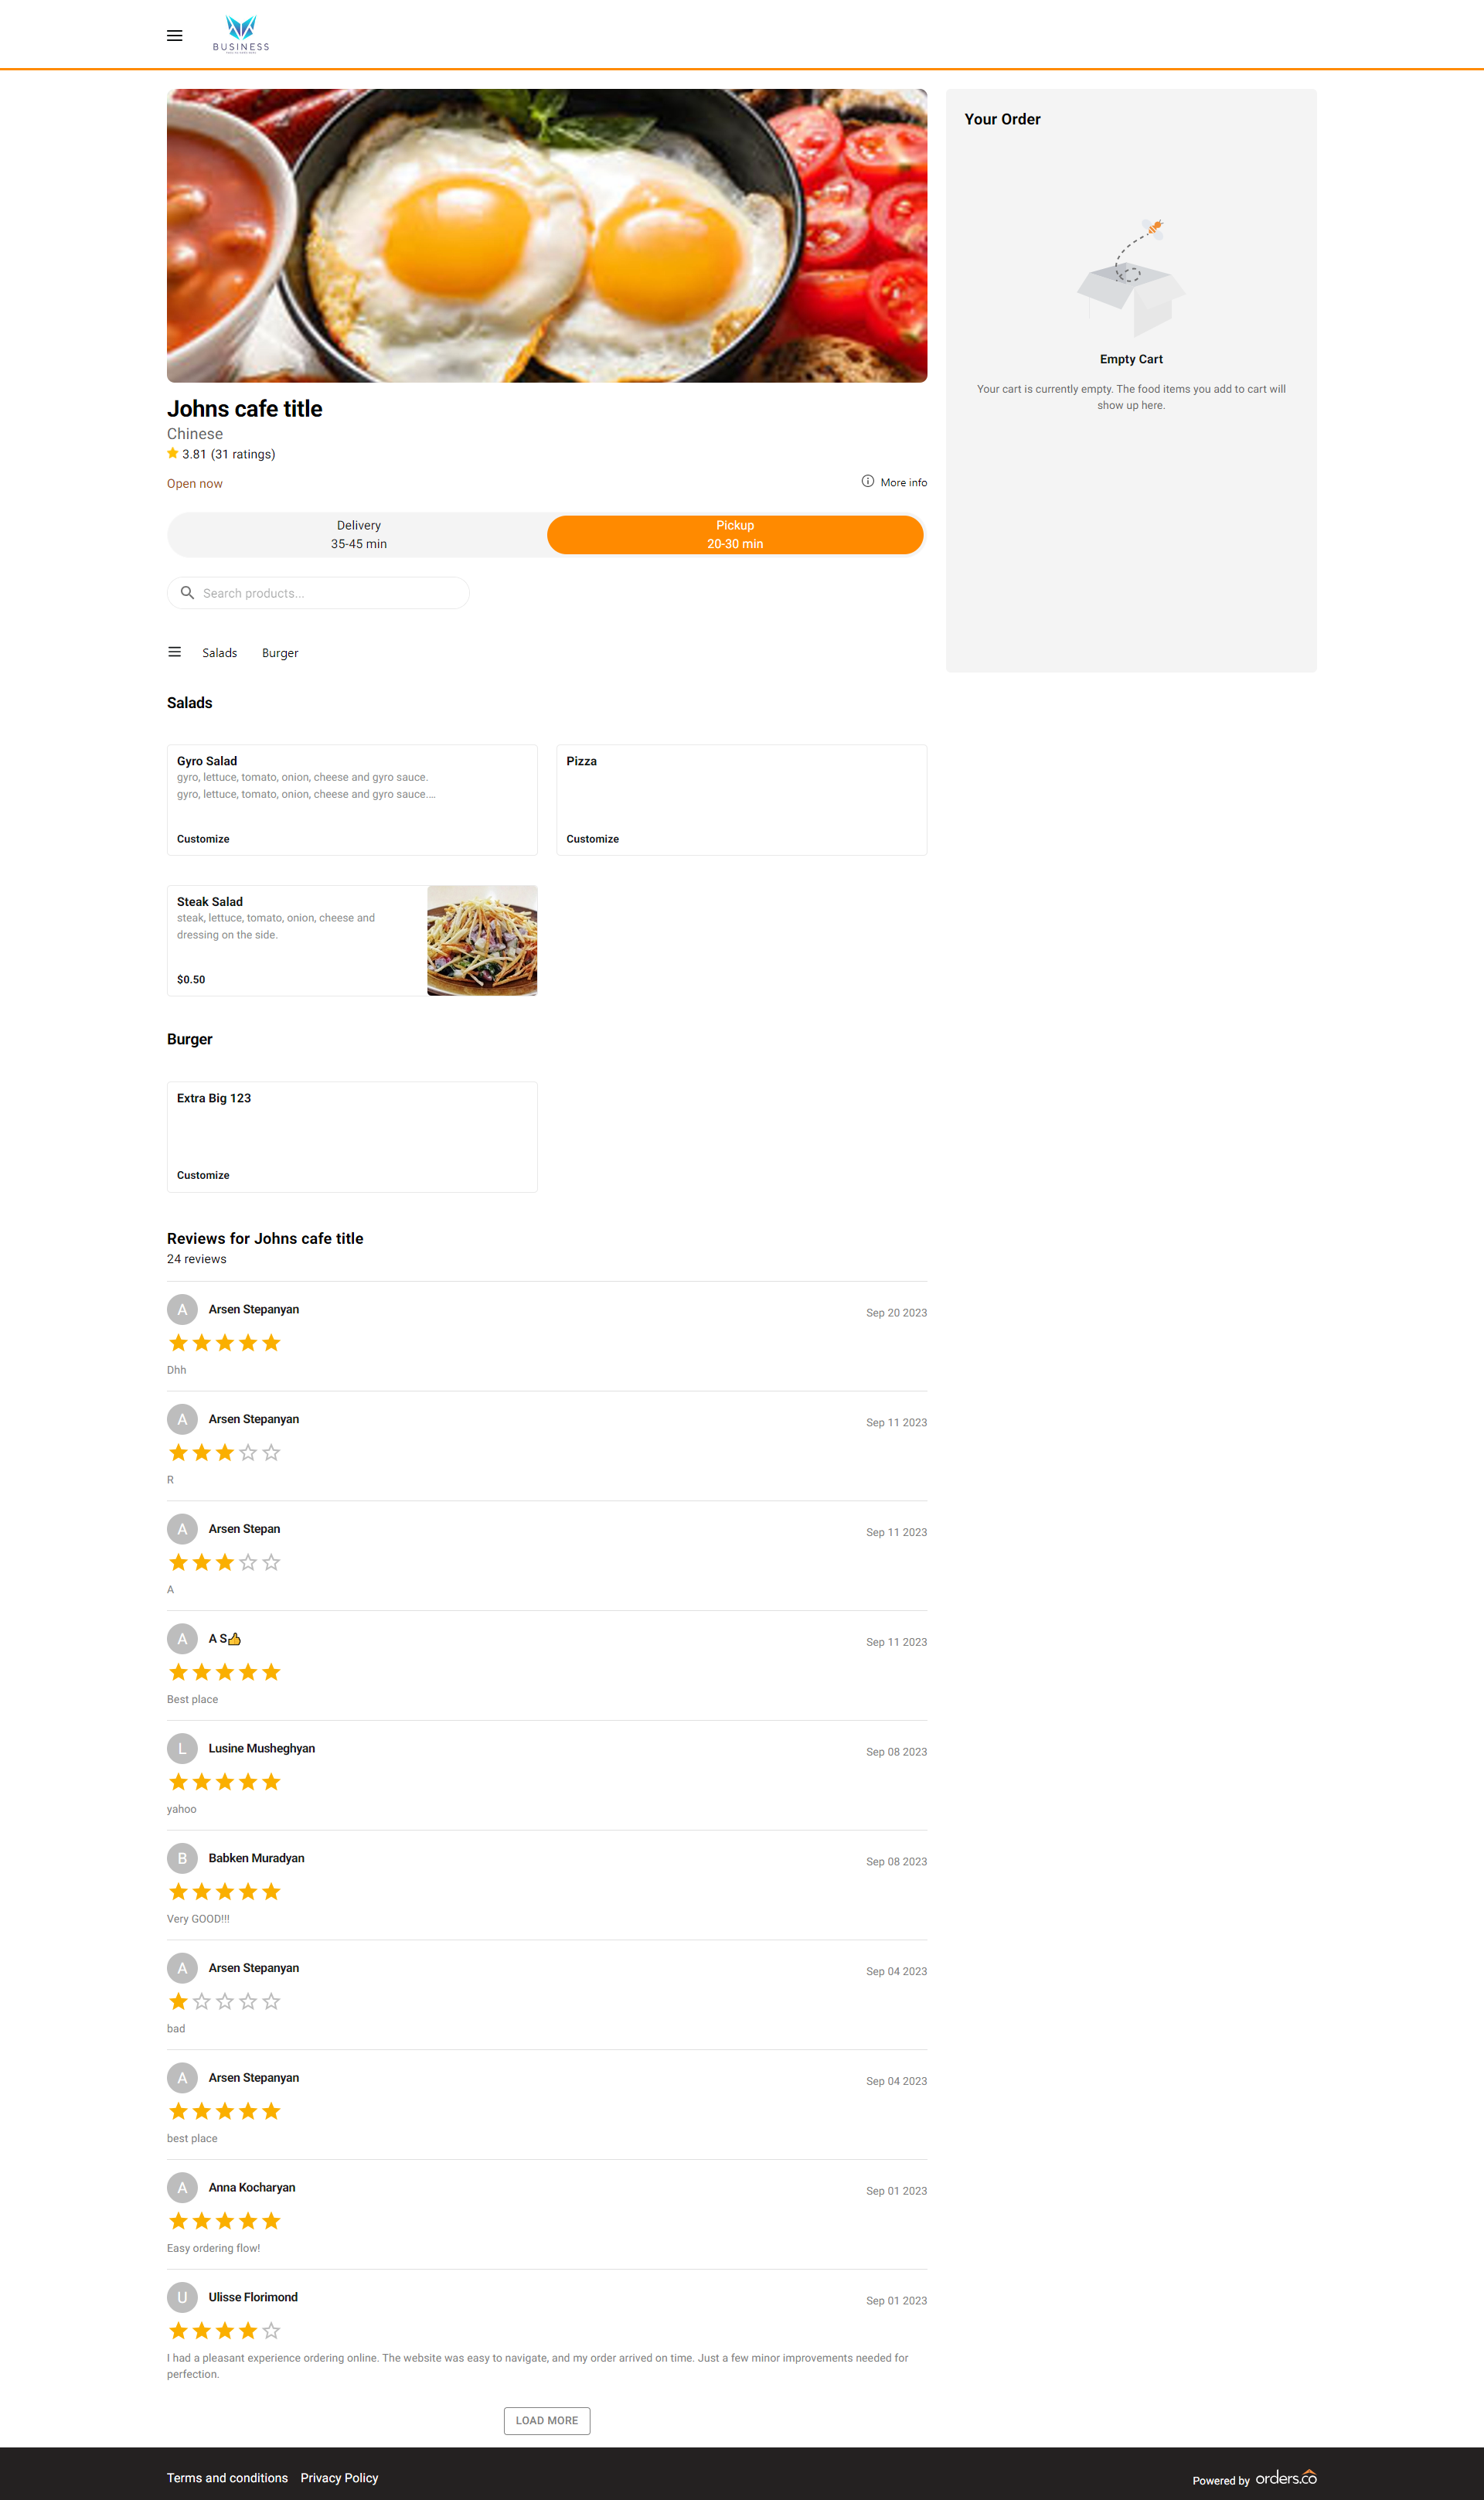 BUSINESS
Your Order
Empty Cart
Your cart is currently empty. The food items you add to cart will
show up here.
Johns cafe title
Chinese
3.81 (31 ratings)
Open now
More info
Delivery
35-45 min
Pickup
20-30 min
Search products...
Salads
Burger
Salads
Gyro Salad
gyro, lettuce, tomato, onion, cheese and gyro sauce.
gyro, lettuce, tomato, onion, cheese and gyro sauce....
Customize
Pizza
Customize
Steak Salad
steak, lettuce, tomato, onion, cheese and
dressing on the side.
$0.50
Burger
Extra Big 123
Customize
Reviews for Johns cafe title
24 reviews
A
Arsen Stepanyan
Sep 20 2023
Dhh
A
Arsen Stepanyan
Sep 11 2023
R
A
Arsen Stepan
Sep 11 2023
A
A
A S👍
Sep 11 2023
Best place
L
Lusine Musheghyan
Sep 08 2023
yahoo
B
Babken Muradyan
Sep 08 2023
Very GOOD!!!
A
Arsen Stepanyan
Sep 04 2023
bad
A
Arsen Stepanyan
Sep 04 2023
best place
A
Anna Kocharyan
Sep 01 2023
Easy ordering flow!
U
Ulisse Florimond
Sep 01 2023
I had a pleasant experience ordering online. The website was easy to navigate, and my order arrived on time. Just a few minor improvements needed for
perfection.
LOAD MORE
Terms and conditions
Privacy Policy
Powered by orders.co